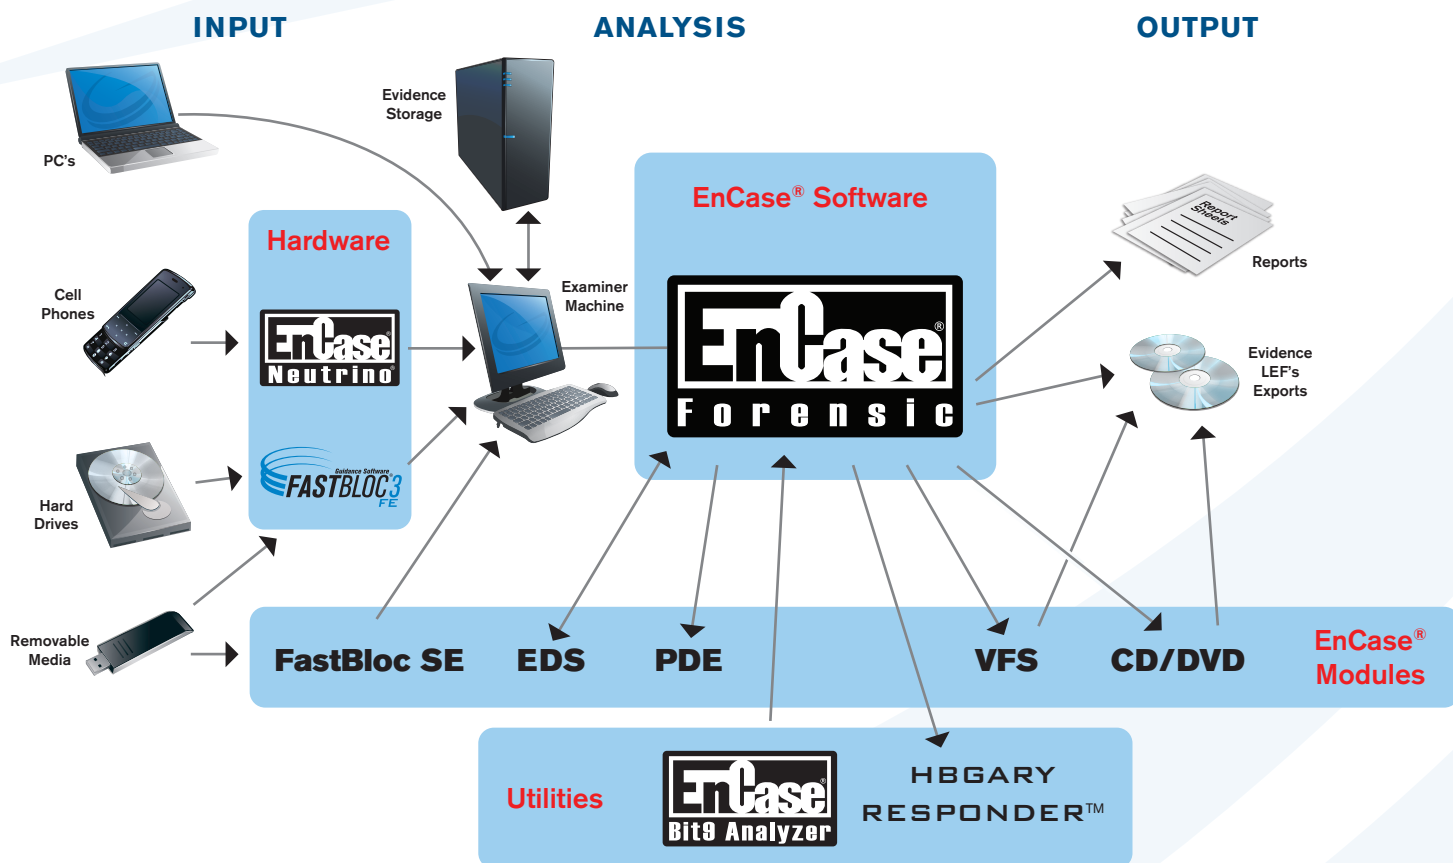 INPUT
ANALYSIS
OUTPUT
PC's
Evidence
Storage
EnCase® Software
Report
Sheets
Reports
Hardware
Cell
Phones
EnCase®
Neutrino®
Examiner
Machine
EnCase®
Forensic
Evidence
LEF's
Exports
Hard
Drives
Guidance Software
FASTBLOC®3
FE
Removable
Media
FastBloc SE
EDS
PDE
VFS
CD/DVD
EnCase®
Modules
Utilities
EnCase®
Bit9 Analyzer
HBGARY
RESPONDER™